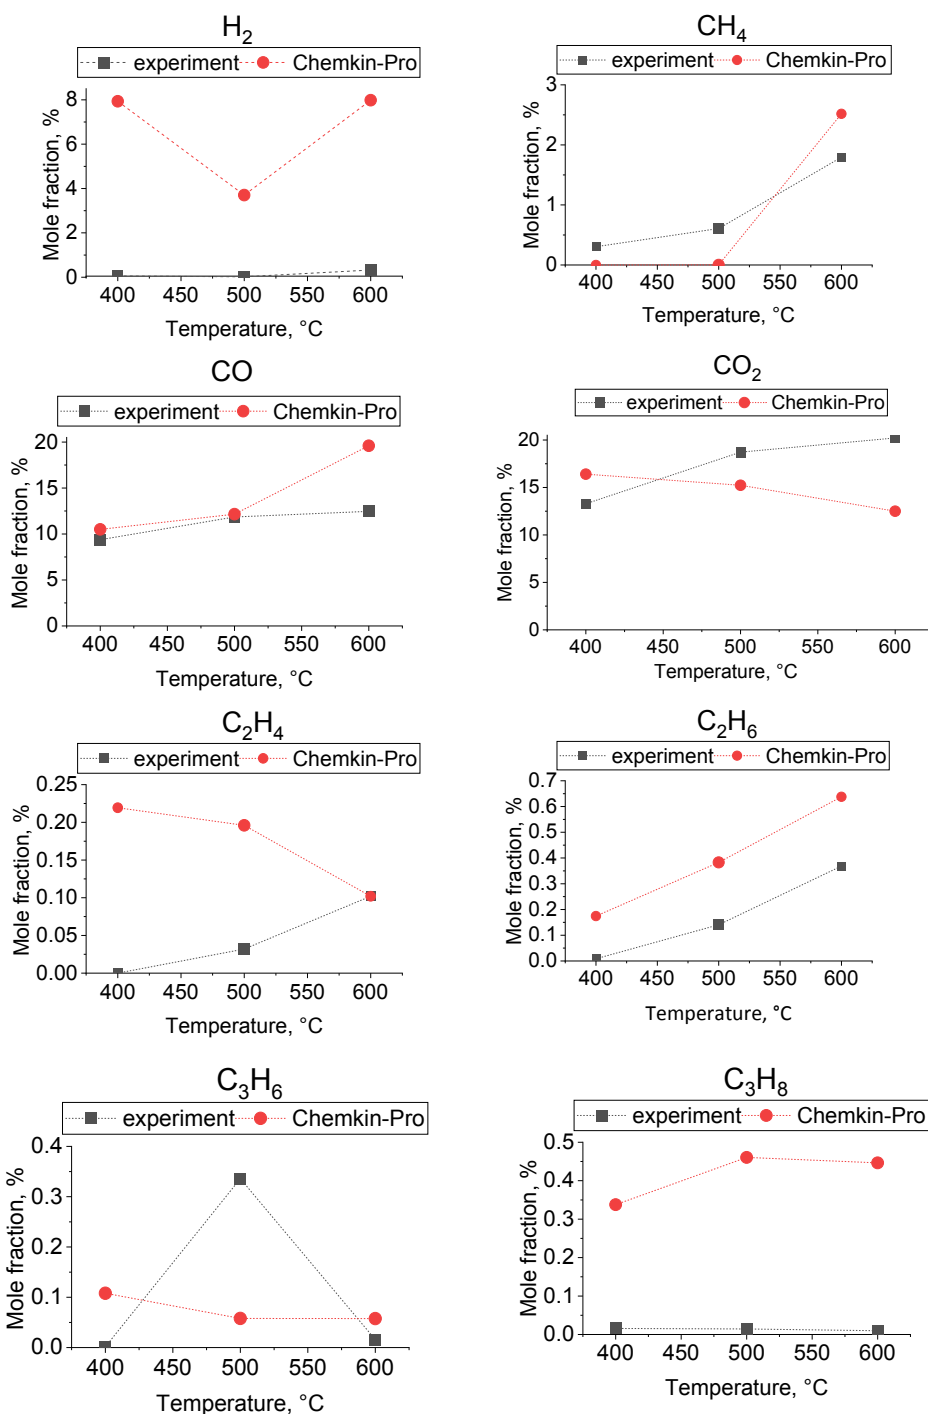 H2
experiment Chemkin-Pro
8
6
4
2
0
Mole fraction, %
400 450 500 550 600
Temperature, °C
CH4
experiment Chemkin-Pro
3
2
1
0
Mole fraction, %
400 450 500 550 600
Temperature, °C
CO
experiment Chemkin-Pro
20
15
10
5
0
Mole fraction, %
400 450 500 550 600
Temperature, °C
CO2
experiment Chemkin-Pro
20
15
10
5
0
Mole fraction, %
400 450 500 550 600
Temperature, °C
C2H4
experiment Chemkin-Pro
0.25
0.20
0.15
0.10
0.05
0.00
Mole fraction, %
400 450 500 550 600
Temperature, °C
C2H6
experiment Chemkin-Pro
0.7
0.6
0.5
0.4
0.3
0.2
0.1
0.0
Mole fraction, %
400 450 500 550 600
Temperature, °C
C3H6
experiment Chemkin-Pro
0.4
0.3
0.2
0.1
0.0
Mole fraction, %
400 450 500 550 600
Temperature, °C
C3H8
experiment Chemkin-Pro
0.5
0.4
0.3
0.2
0.1
0.0
Mole fraction, %
400 450 500 550 600
Temperature, °C